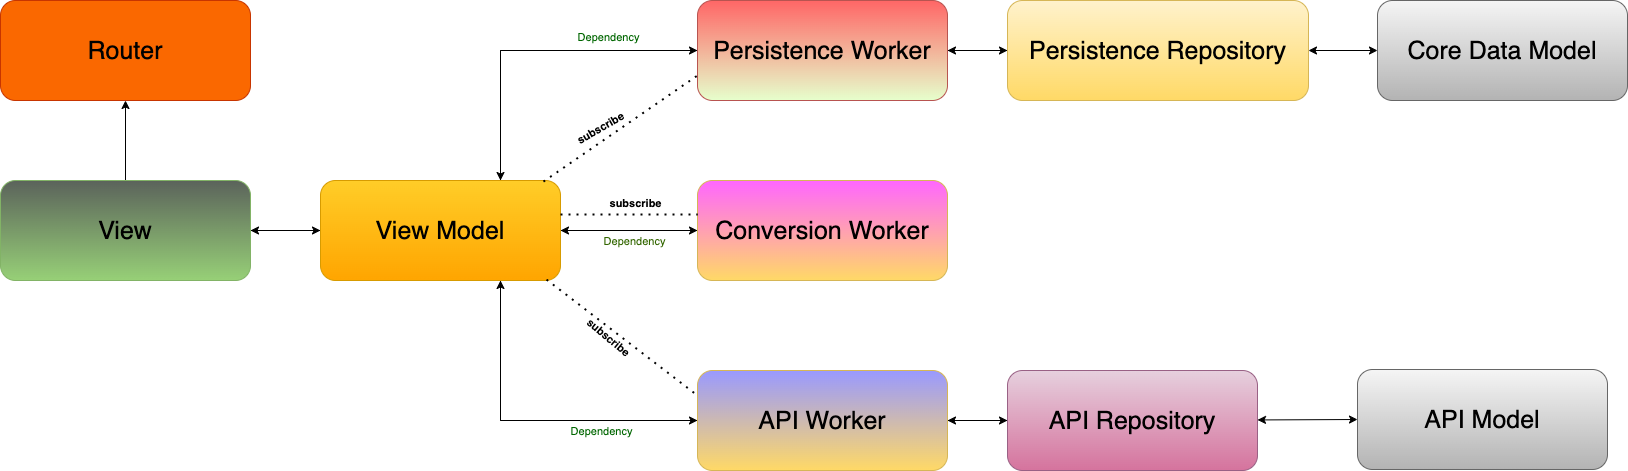 Router
Dependency
Persistence Worker
Persistence Repository
Core Data Model
subscribe
View
View Model
subscribe
Dependency
Conversion Worker
subscribe
Dependency
API Worker
API Repository
API Model